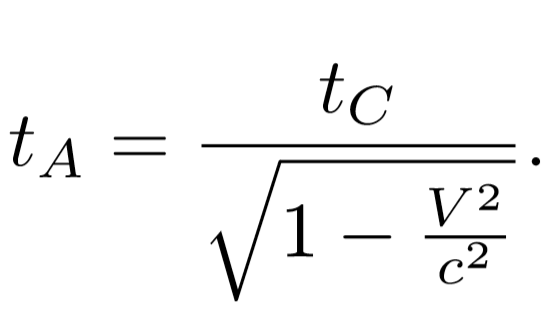 t_A = \frac{t_C}{\sqrt{1 - \frac{V^2}{c^2}}}.